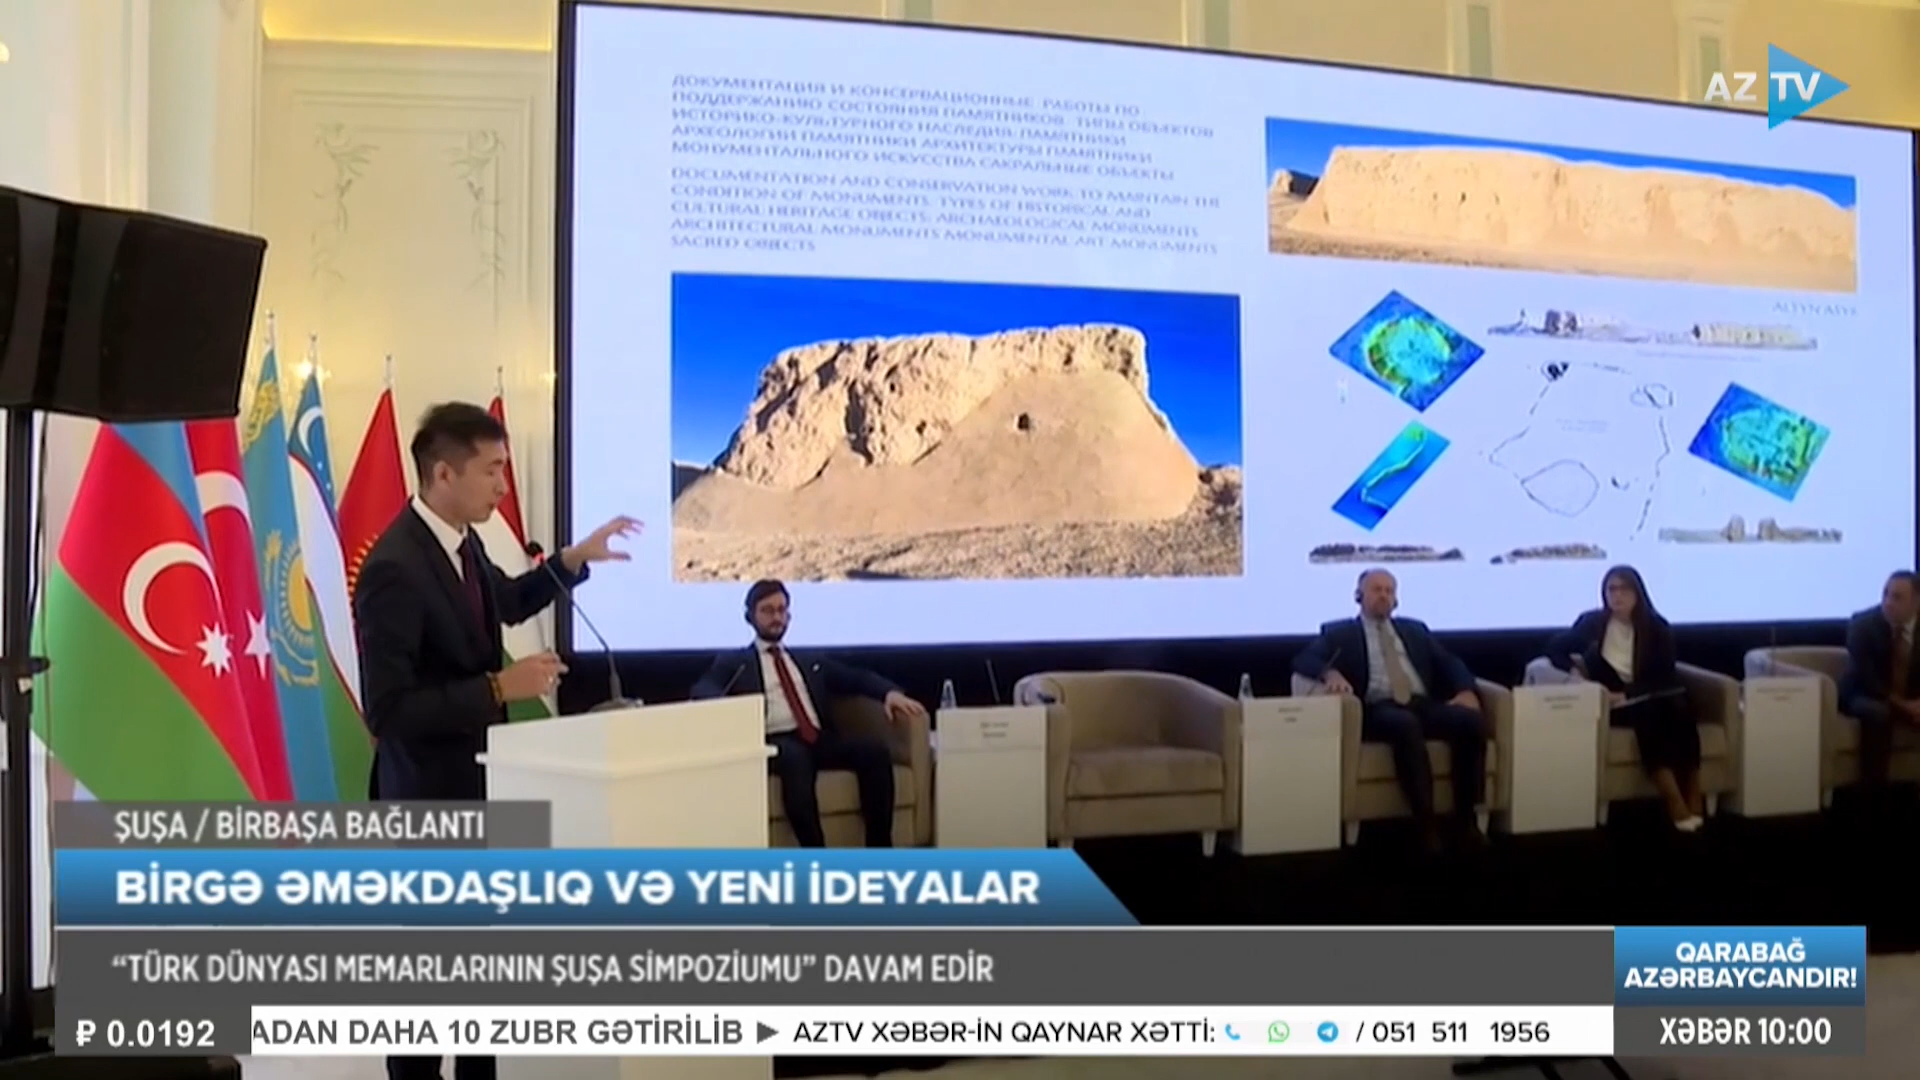 ДОКУМЕНТАЦИЯ И КОНСЕРВАЦИОННЫЕ РАБОТЫ ПО
ПОДДЕРЖАНИЮ СОСТОЯНИЯ ПАМЯТНИКОВ. ТИПЫ ОБЪЕКТОВ
ИСТОРИКО-КУЛЬТУРНОГО НАСЛЕДИЯ: ПАМЯТНИКИ
АРХЕОЛОГИИ ПАМЯТНИКИ АРХИТЕКТУРЫ ПАМЯТНИКИ
МОНУМЕНТАЛЬНОГО ИСКУССТВА САКРАЛЬНЫЕ ОБЪЕКТЫ
DOCUMENTATION AND CONSERVATION WORK TO MAINTAIN THE
CONDITION OF MONUMENTS. TYPES OF HISTORICAL AND
CULTURAL HERITAGE OBJECTS: ARCHAEOLOGICAL MONUMENTS
ARCHITECTURAL MONUMENTS MONUMENTAL ART MONUMENTS
SACRED OBJECTS
AZTV
ALTYN ASYR
ŞUŞA / BİRBAŞA BAĞLANTI
BİRGƏ ƏMƏKDAŞLIQ VƏ YENİ İDEYALAR
“TÜRK DÜNYASI MEMARLARININ ŞUŞA SİMPOZİUMU” DAVAM EDİR
QARABAĞ
AZƏRBAYCANDIR!
₽ 0.0192
ADAN DAHA 10 ZUBR GƏTİRİLİB ▶ AZTV XƏBƏR-İN QAYNAR XƏTTİ: / 051 511 1956
XƏBƏR 10:00